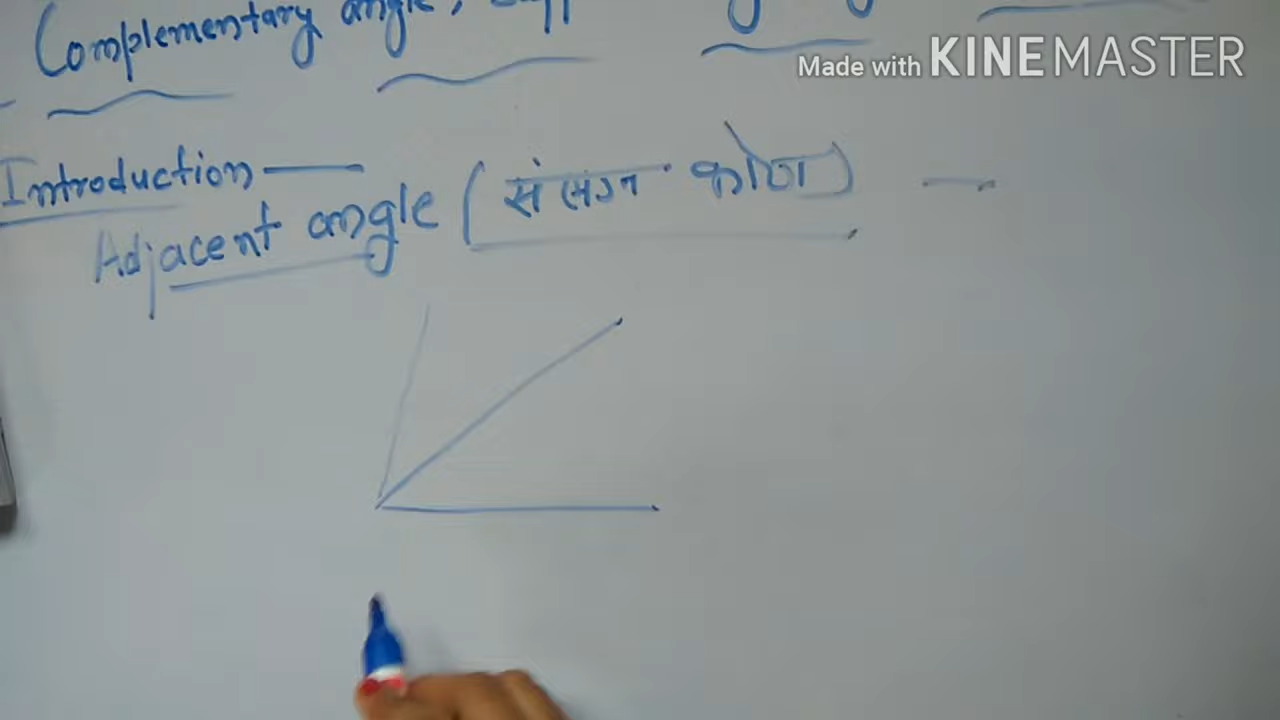 Complementary angle,
Made with KINEMASTER
Introduction —
Adjacent angle (संलग्न कोण) —